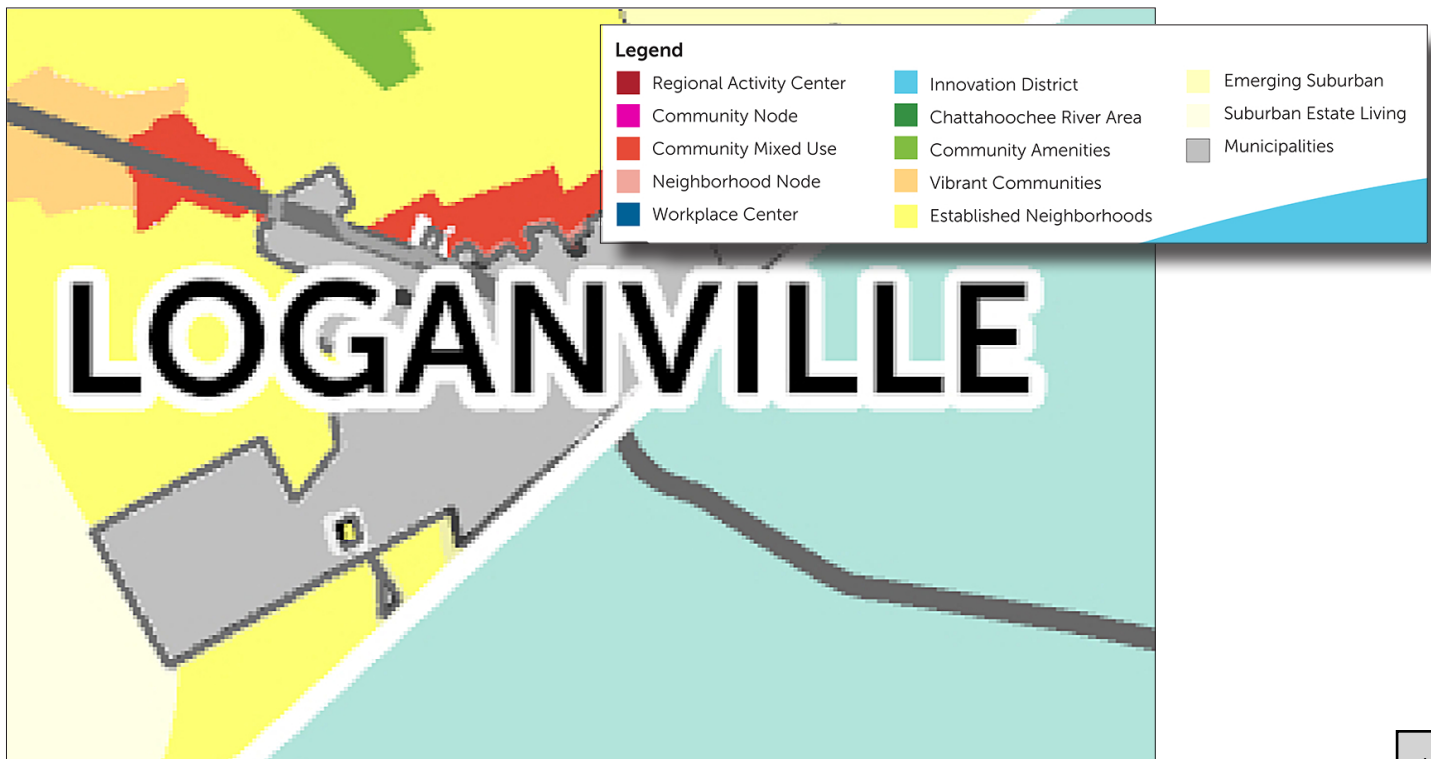 Legend
Regional Activity Center
Community Node
Community Mixed Use
Neighborhood Node
Workplace Center
Innovation District
Chattahoochee River Area
Community Amenities
Vibrant Communities
Established Neighborhoods
Emerging Suburban
Suburban Estate Living
Municipalities
LOGANVILLE